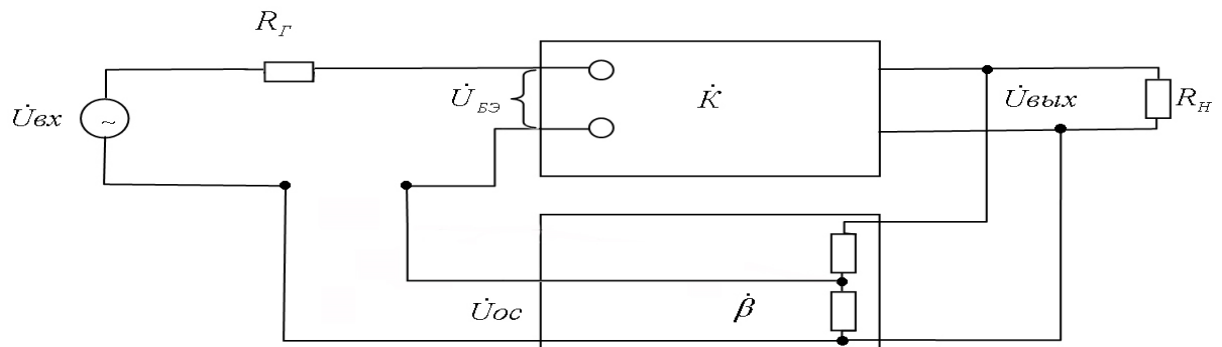 R_Г
U̇вх
~
U̇_БЭ
K̇
U̇вых
R_Н
U̇ос
β̇